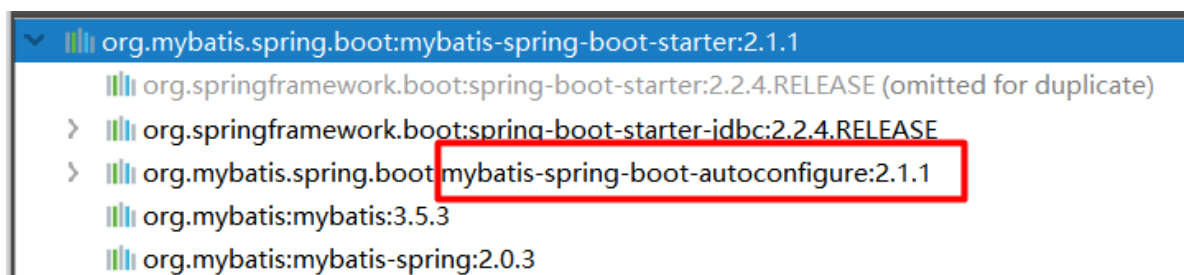 org.mybatis.spring.boot:mybatis-spring-boot-starter:2.1.1
org.springframework.boot:spring-boot-starter:2.2.4.RELEASE (omitted for duplicate)
org.springframework.boot:spring-boot-starter-jdbc:2.2.4.RELEASE
org.mybatis.spring.boot:mybatis-spring-boot-autoconfigure:2.1.1
org.mybatis:mybatis:3.5.3
org.mybatis:mybatis-spring:2.0.3